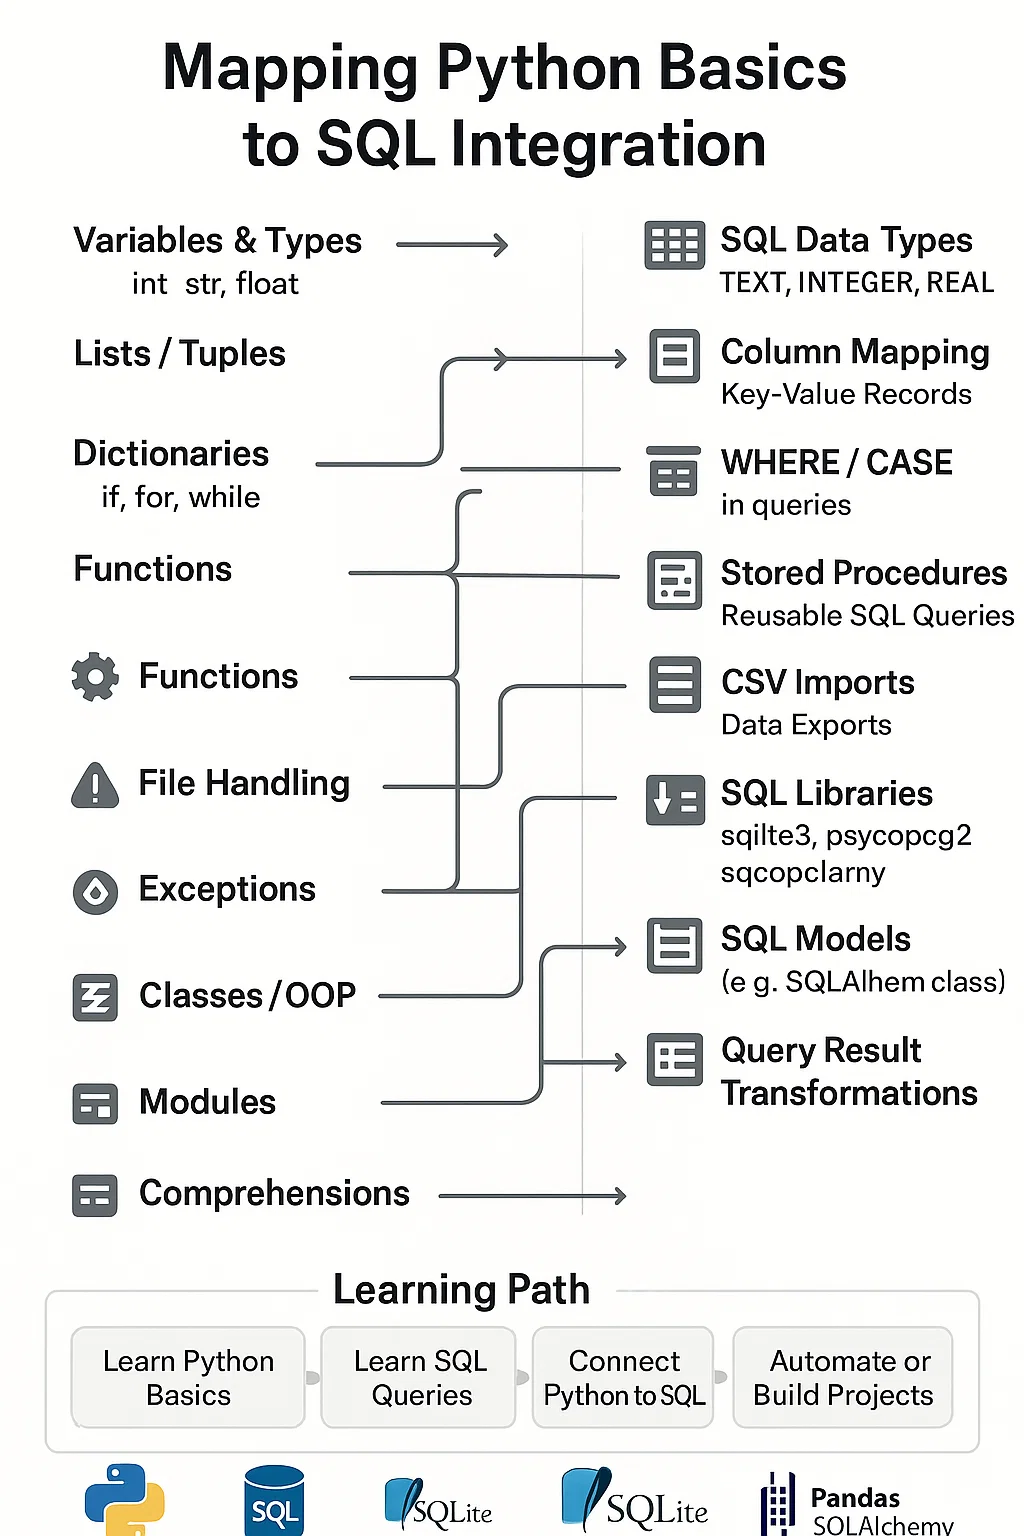 Mapping Python Basics
to SQL Integration
Variables & Types
int str, float
Lists / Tuples
Dictionaries
if, for, while
Functions
Functions
File Handling
Exceptions
Classes / OOP
Modules
Comprehensions
SQL Data Types
TEXT, INTEGER, REAL
Column Mapping
Key-Value Records
WHERE / CASE
in queries
Stored Procedures
Reusable SQL Queries
CSV Imports
Data Exports
SQL Libraries
sqilte3, psycopcg2
sqcopclarny
SQL Models
(e g. SQLAlhem class)
Query Result
Transformations
Learning Path
Learn Python
Basics
Learn SQL
Queries
Connect
Python to SQL
Automate or
Build Projects
SQL
SQLite
SQLite
Pandas
SOLAlchemy